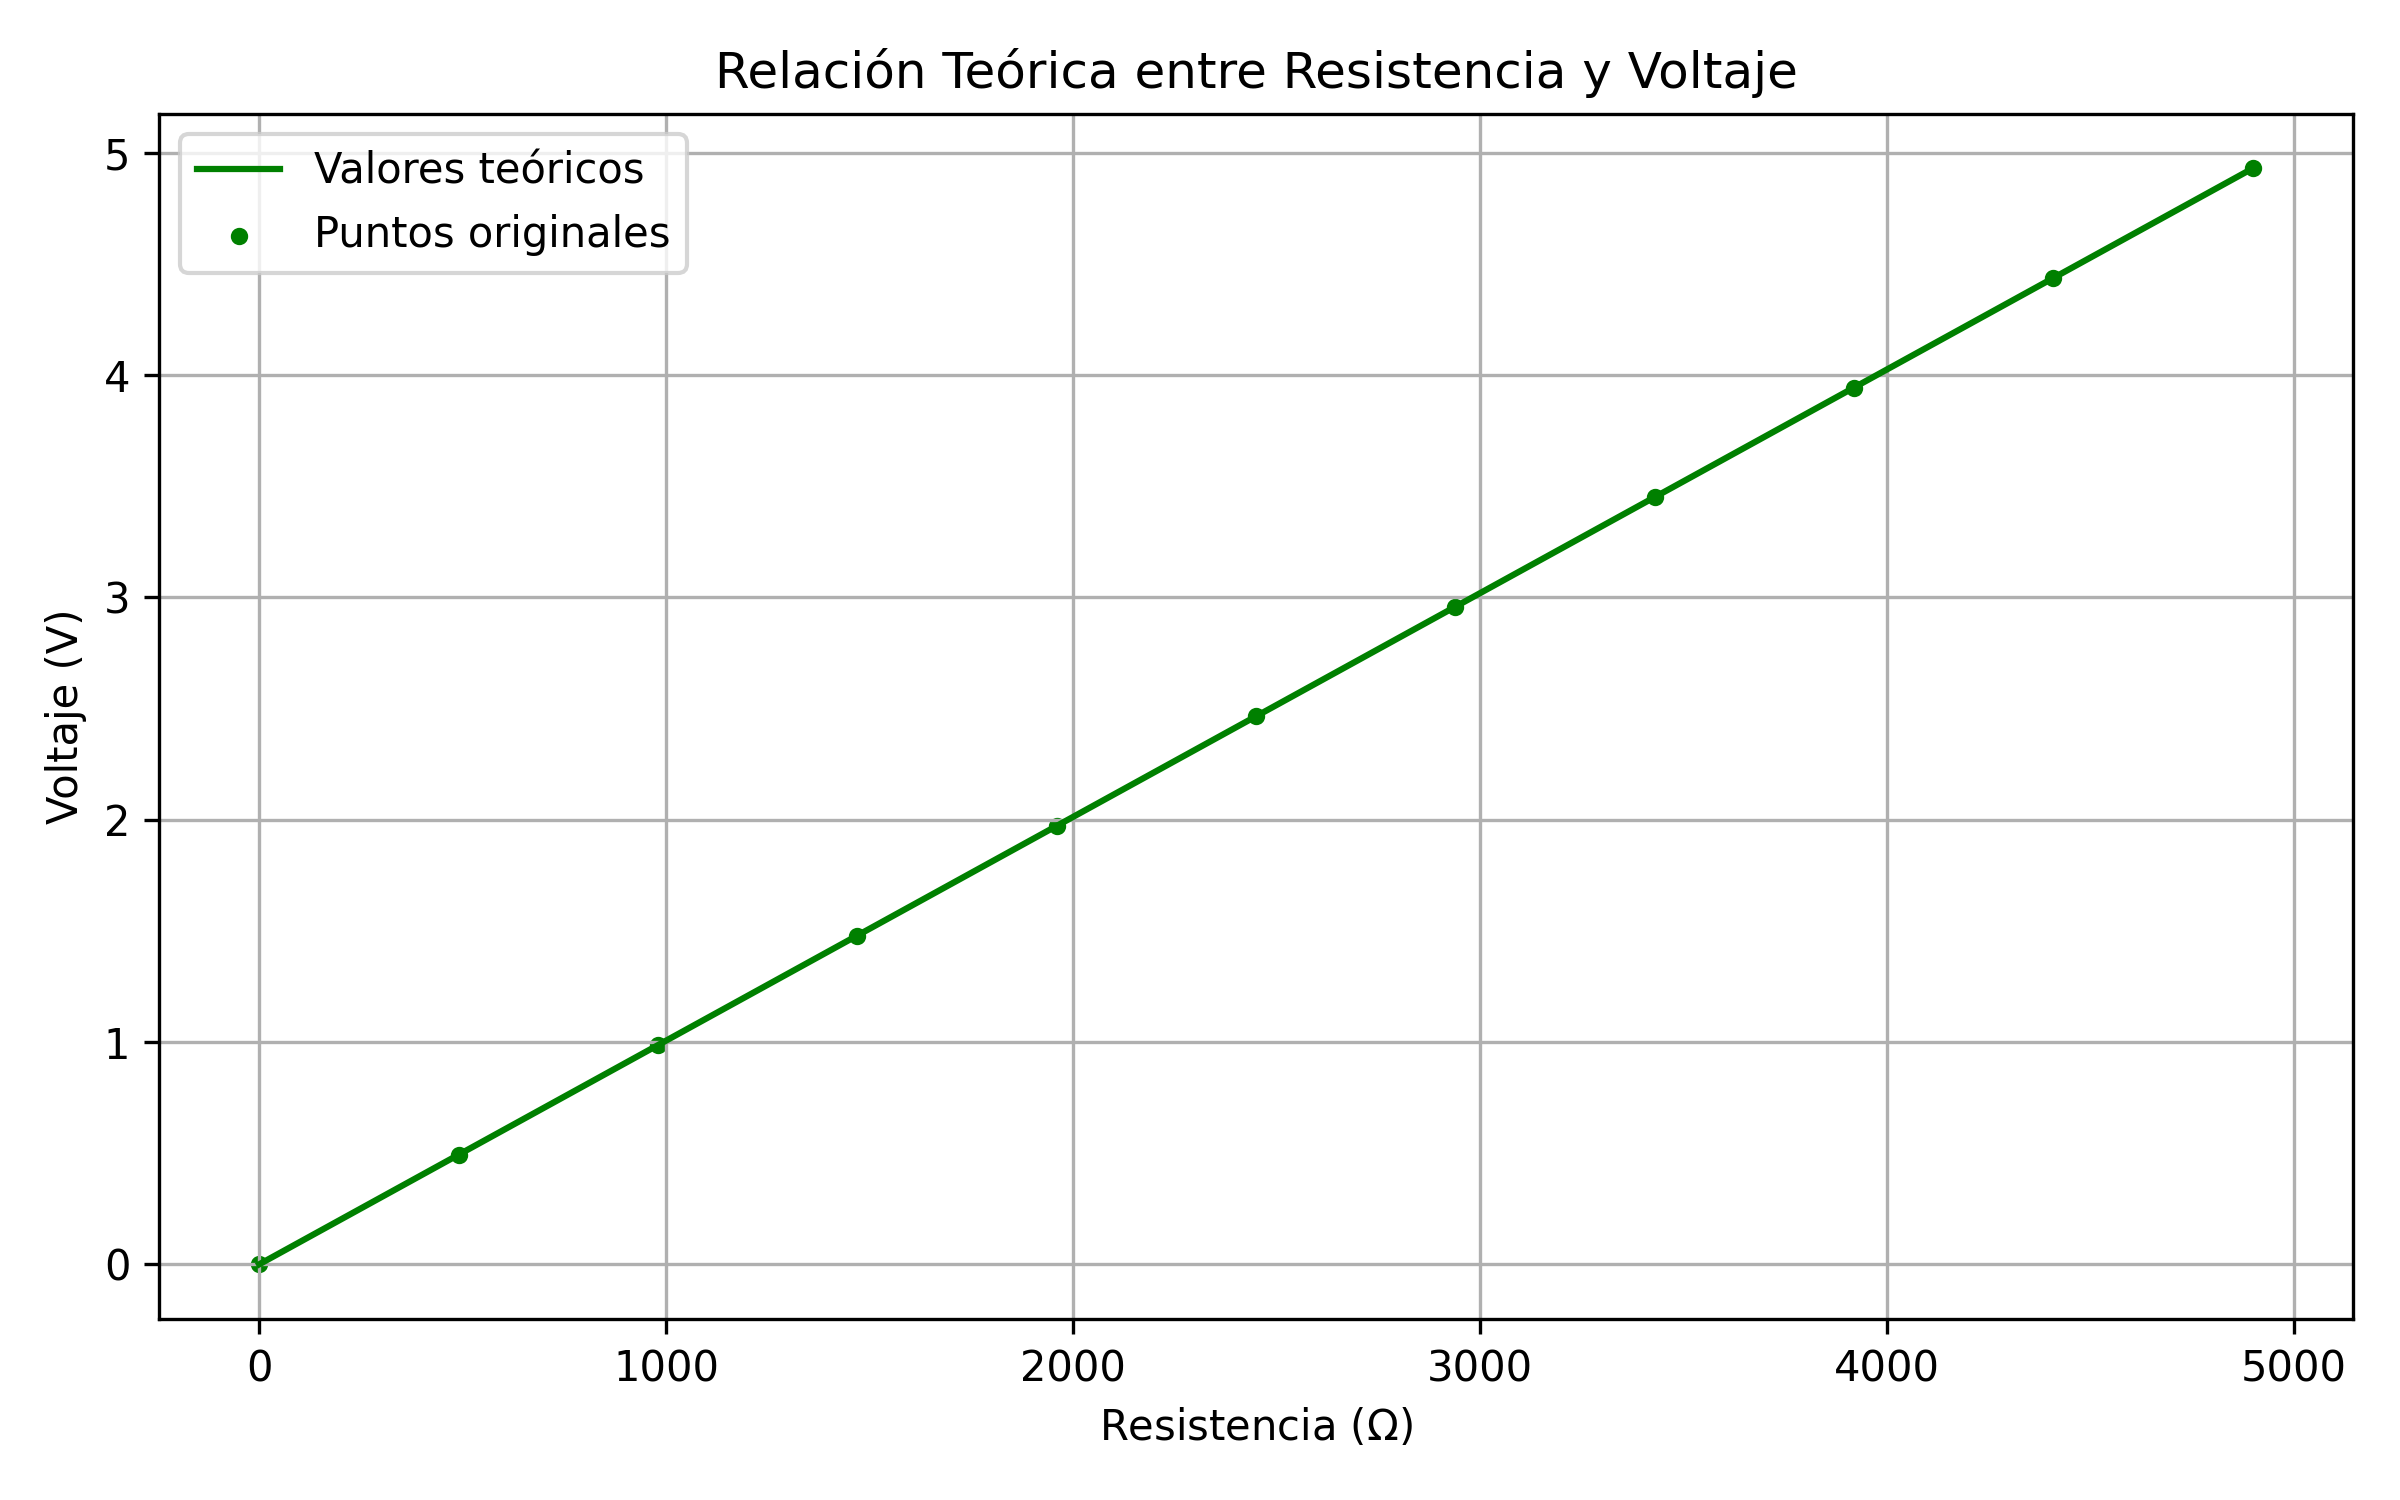 Relación Teórica entre Resistencia y Voltaje
Valores teóricos
Puntos originales
5
4
3
2
1
0
Voltaje (V)
0 1000 2000 3000 4000 5000
Resistencia (Ω)